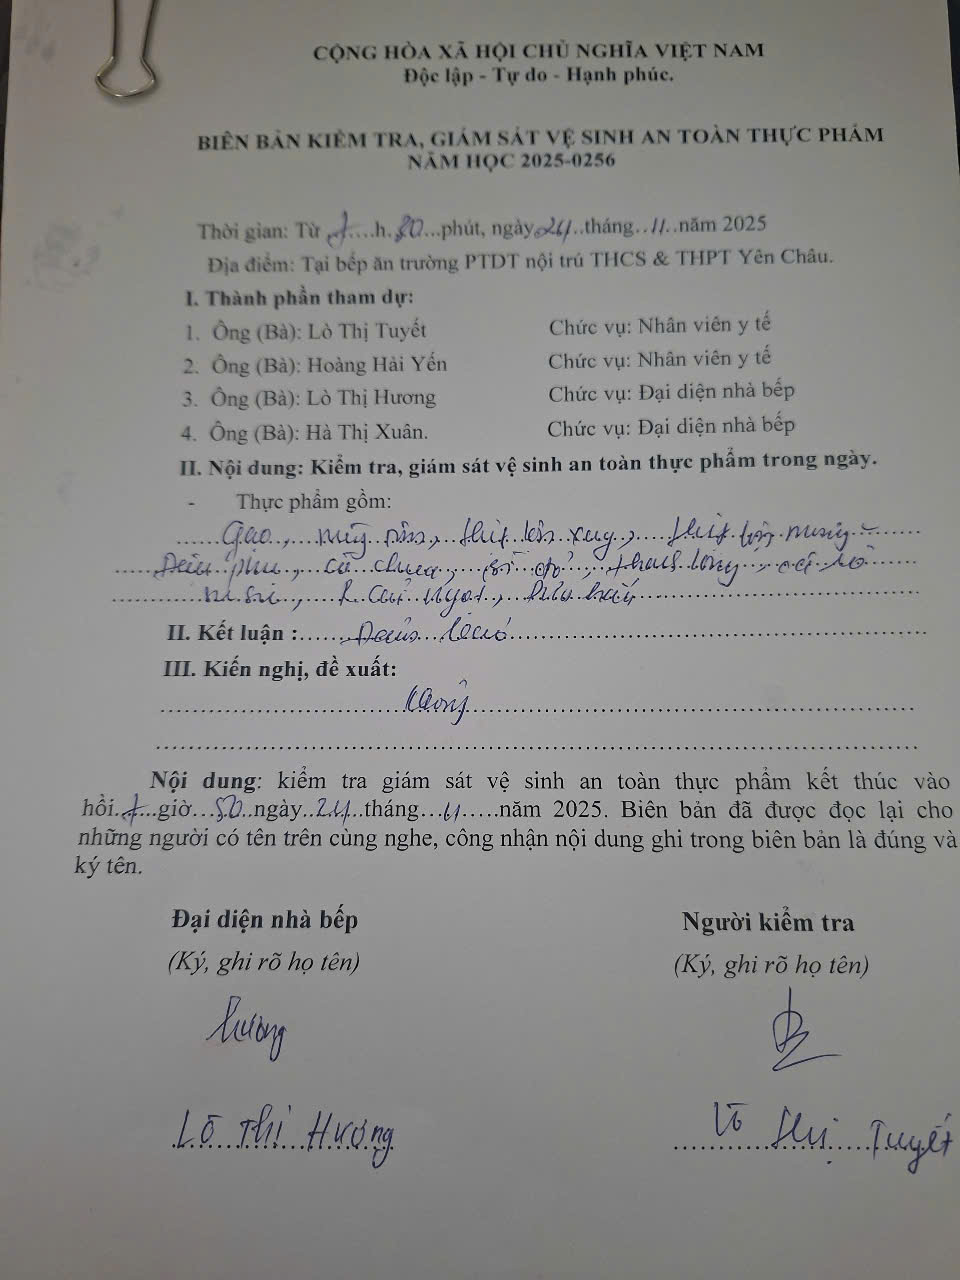 CỘNG HÒA XÃ HỘI CHỦ NGHĨA VIỆT NAM
Độc lập - Tự do - Hạnh phúc.
BIÊN BẢN KIỂM TRA, GIÁM SÁT VỆ SINH AN TOÀN THỰC PHẨM
NĂM HỌC 2025-0256
Thời gian: Từ 7....h.30...phút, ngày 24..tháng..11..năm 2025
Địa điểm: Tại bếp ăn trường PTDT nội trú THCS & THPT Yên Châu.
I. Thành phần tham dự:
1. Ông (Bà): Lò Thị Tuyết Chức vụ: Nhân viên y tế
2. Ông (Bà): Hoàng Hải Yến Chức vụ: Nhân viên y tế
3. Ông (Bà): Lò Thị Hương Chức vụ: Đại diện nhà bếp
4. Ông (Bà): Hà Thị Xuân. Chức vụ: Đại diện nhà bếp
II. Nội dung: Kiểm tra, giám sát vệ sinh an toàn thực phẩm trong ngày.
- Thực phẩm gồm:
Gạo, thịt lợn xay, thịt lợn mông
Đậu phụ, cà chua, thanh long
R cải ngọt
II. Kết luận : Đảm bảo
III. Kiến nghị, đề xuất:
Không
Nội dung: kiểm tra giám sát vệ sinh an toàn thực phẩm kết thúc vào
hồi..7..giờ...50..ngày..24..tháng...11.....năm 2025. Biên bản đã được đọc lại cho
những người có tên trên cùng nghe, công nhận nội dung ghi trong biên bản là đúng và
ký tên.
Đại diện nhà bếp Người kiểm tra
(Ký, ghi rõ họ tên) (Ký, ghi rõ họ tên)
Hương
Lò Thị Hương Lò Thị Tuyết